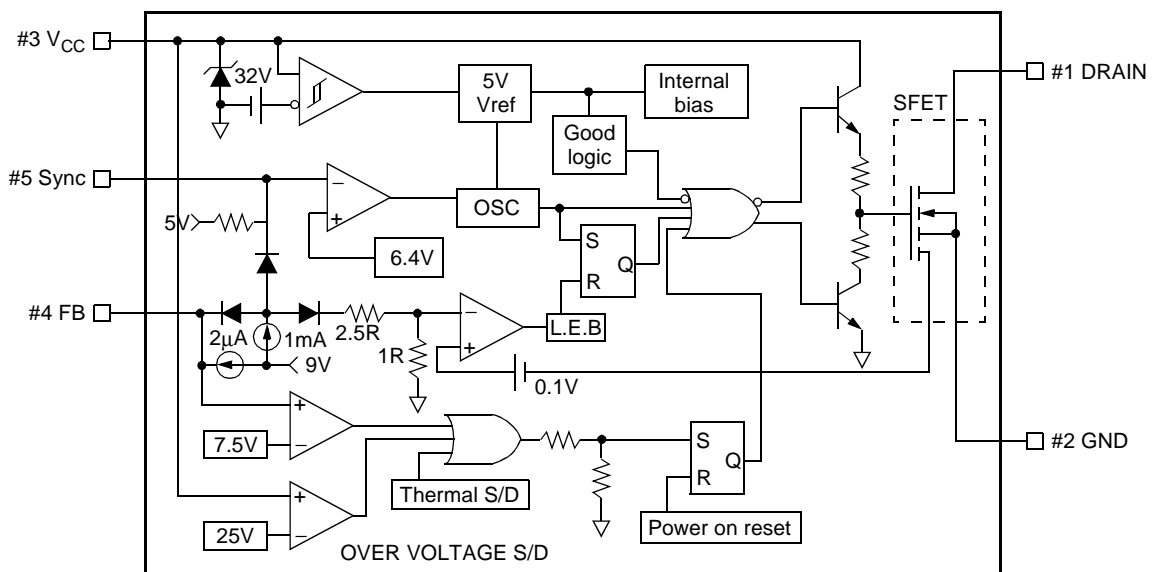 #3 VCC
32V
5V
Vref
Internal
bias
Good
logic
#1 DRAIN
SFET
#5 Sync
5V
−
+
6.4V
OSC
S
R
Q
#4 FB
2μA
1mA
9V
2.5R
1R
−
+
L.E.B
0.1V
+
7.5V
−
Thermal S/D
S
R
Q
#2 GND
+
25V
−
Power on reset
OVER VOLTAGE S/D